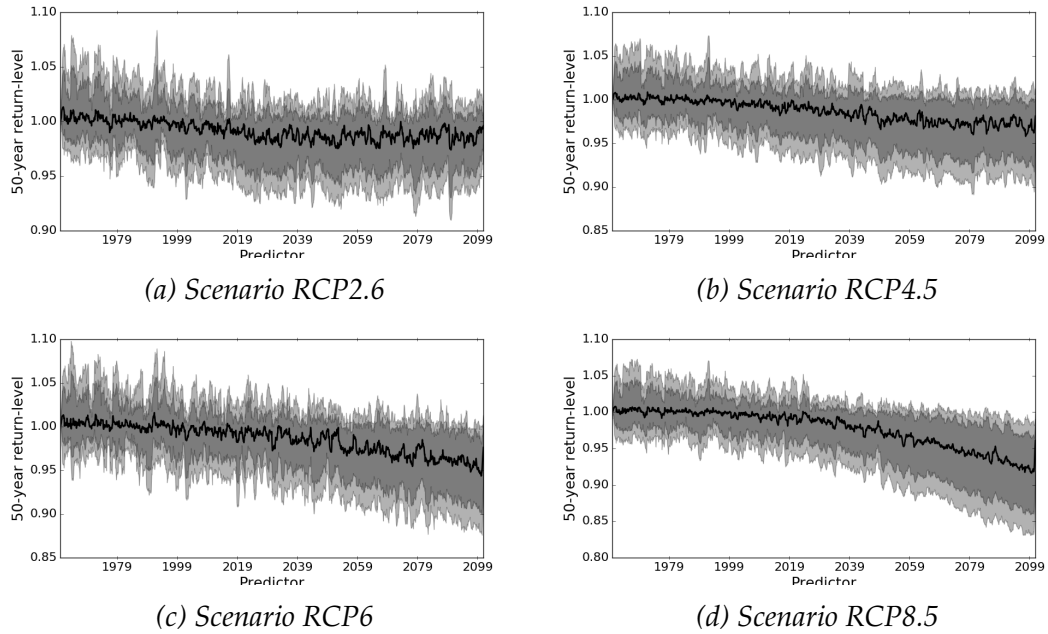 1.10
1.05
1.00
0.95
0.90
50-year return-level
1979 1999 2019 2039 2059 2079 2099
Predictor
(a) Scenario RCP2.6
1.10
1.05
1.00
0.95
0.90
0.85
50-year return-level
1979 1999 2019 2039 2059 2079 2099
Predictor
(b) Scenario RCP4.5
1.10
1.05
1.00
0.95
0.90
0.85
50-year return-level
1979 1999 2019 2039 2059 2079 2099
Predictor
(c) Scenario RCP6
1.10
1.05
1.00
0.95
0.90
0.85
0.80
50-year return-level
1979 1999 2019 2039 2059 2079 2099
Predictor
(d) Scenario RCP8.5